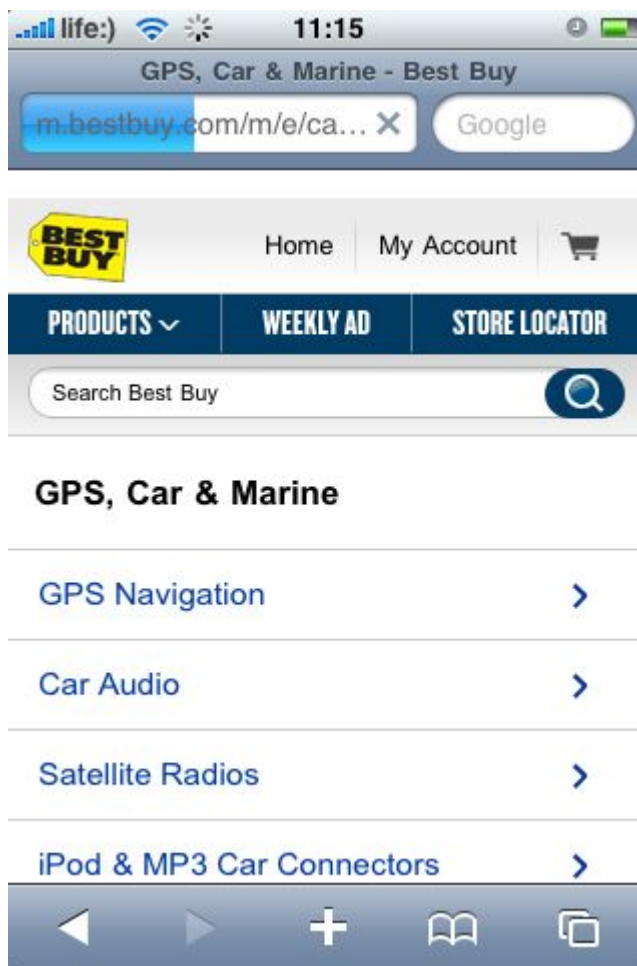 life:) 11:15
GPS, Car & Marine - Best Buy
m.bestbuy.com/m/e/ca... Google
BEST
BUY
Home My Account
PRODUCTS WEEKLY AD STORE LOCATOR
Search Best Buy
GPS, Car & Marine
GPS Navigation
Car Audio
Satellite Radios
iPod & MP3 Car Connectors